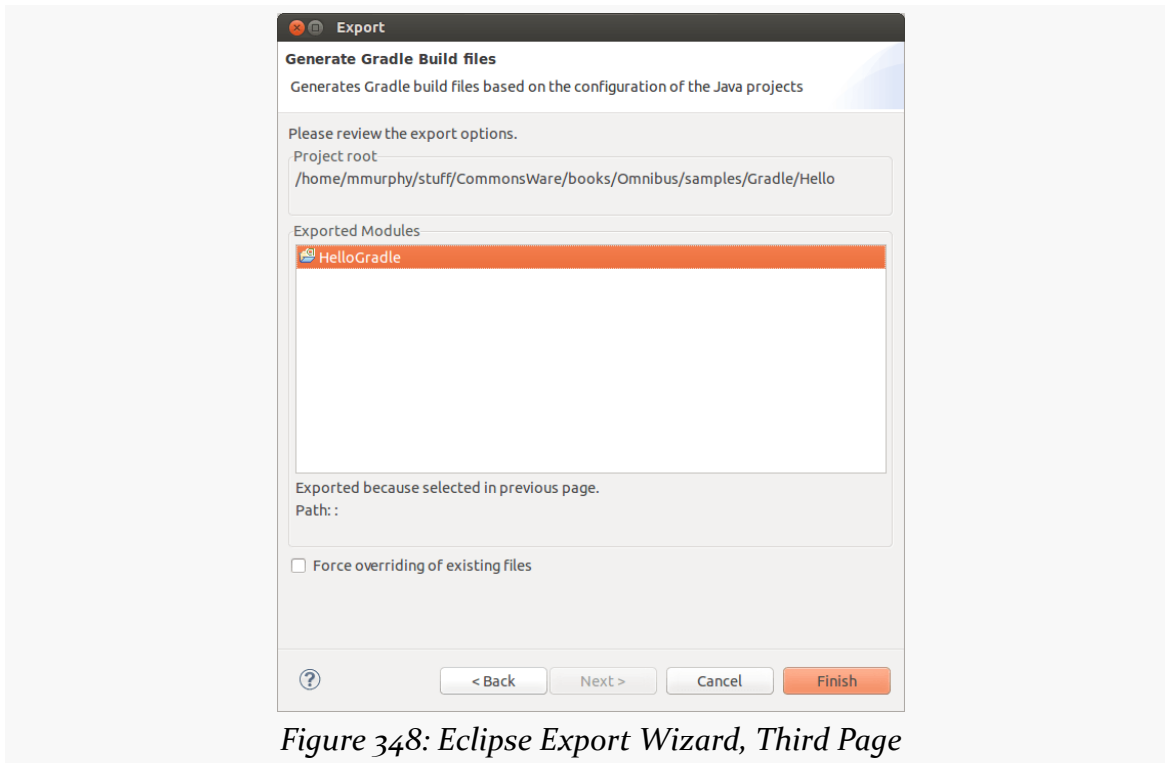 Export
Generate Gradle Build files
Generates Gradle build files based on the configuration of the Java projects
Please review the export options.
Project root
/home/mmurphy/stuff/CommonsWare/books/Omnibus/samples/Gradle/Hello
Exported Modules
HelloGradle
Exported because selected in previous page.
Path: :
Force overriding of existing files
? < Back Next > Cancel Finish
Figure 348: Eclipse Export Wizard, Third Page